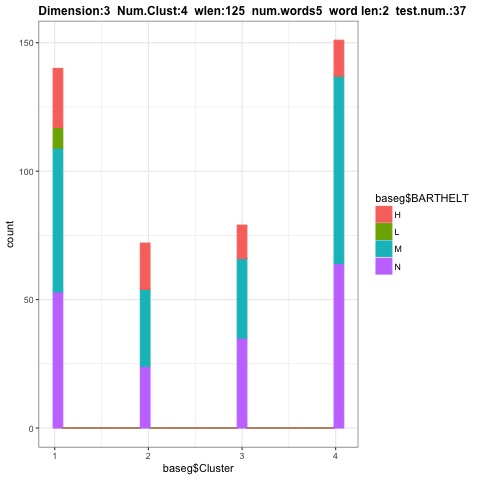 Dimension:3 Num.Clust:4 wlen:125 num.words5 word len:2 test.num.:37
150
100
50
0
count
1 2 3 4
baseg$Cluster
baseg$BARTHELT
H
L
M
N